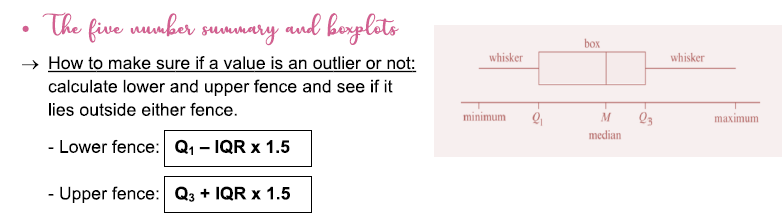 • The five number summary and boxplots
→ How to make sure if a value is an outlier or not:
calculate lower and upper fence and see if it
lies outside either fence.
- Lower fence: Q₁ – IQR x 1.5
- Upper fence: Q₃ + IQR x 1.5
box
whisker whisker
minimum Q₁ M Q₃ maximum
median